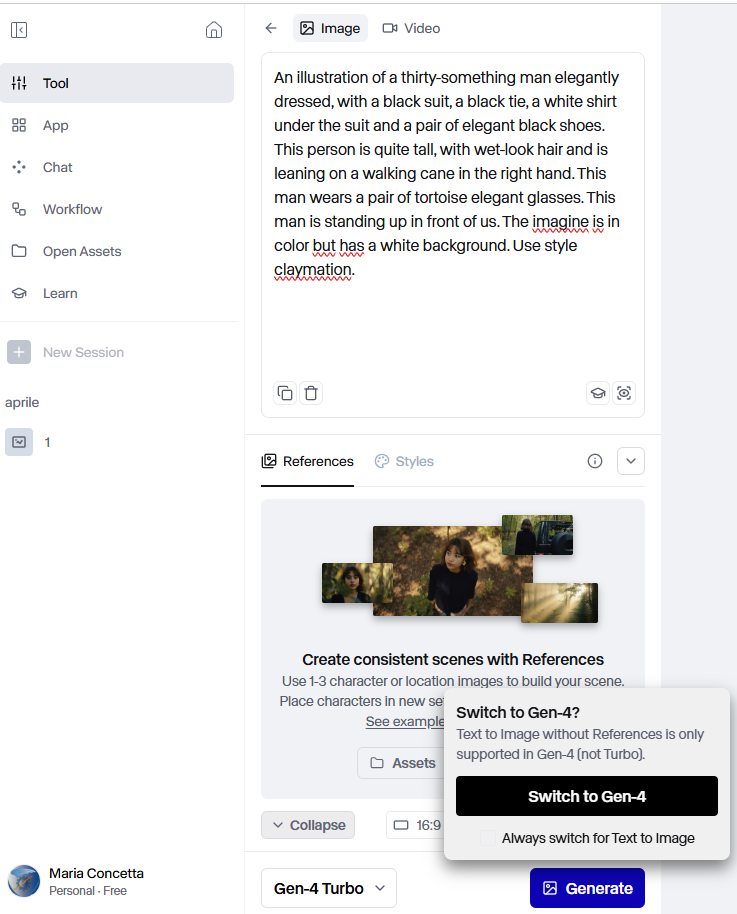 Tool
App
Chat
Workflow
Open Assets
Learn
New Session
aprile
1
Maria Concetta
Personal · Free
Image
Video
An illustration of a thirty-something man elegantly
dressed, with a black suit, a black tie, a white shirt
under the suit and a pair of elegant black shoes.
This person is quite tall, with wet-look hair and is
leaning on a walking cane in the right hand. This
man wears a pair of tortoise elegant glasses. This
man is standing up in front of us. The imagine is in
color but has a white background. Use style
claymation.
References
Styles
Create consistent scenes with References
Use 1-3 character or location images to build your scene.
Place characters in new se
See example
Assets
Collapse
16:9
Switch to Gen-4?
Text to Image without References is only
supported in Gen-4 (not Turbo).
Switch to Gen-4
Always switch for Text to Image
Gen-4 Turbo
Generate